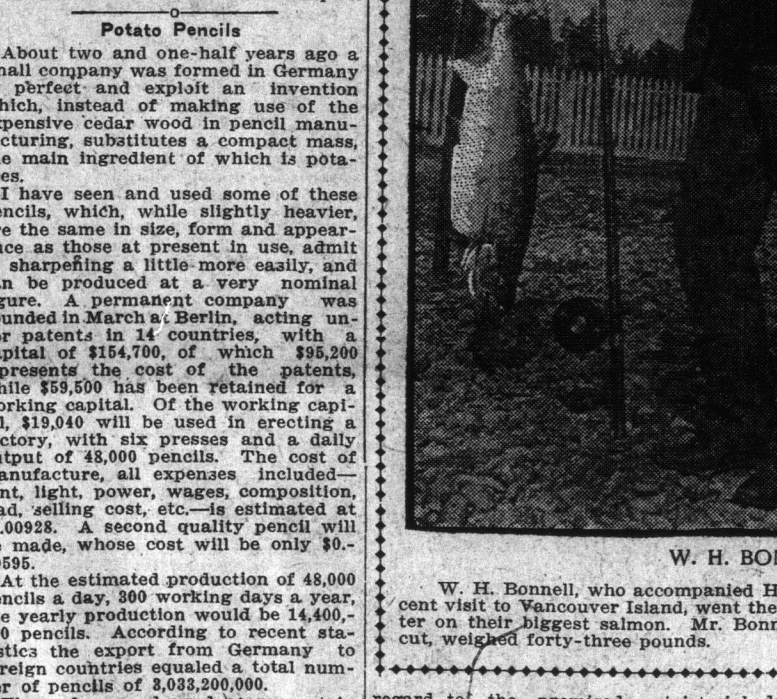 Potato Pencils
About two and one-half years ago a
mall company was formed in Germany
perfect and exploit an invention
hich, instead of making use of the
xpensive cedar wood in pencil manu-
cturing, substitutes a compact mass,
e main ingredient of which is pota-
es.
I have seen and used some of these
encils, which, while slightly heavier,
re the same in size, form and appear-
nce as those at present in use, admit
sharpening a little more easily, and
an be produced at a very nominal
gure. A permanent company was
ounded in March at Berlin, acting un-
er patents in 14 countries, with a
apital of $154,700, of which $95,200
presents the cost of the patents,
hile $59,500 has been retained for a
orking capital. Of the working capi-
l, $19,040 will be used in erecting a
ctory, with six presses and a daily
utput of 48,000 pencils. The cost of
anufacture, all expenses included—
nt, light, power, wages, composition,
ad, selling cost, etc.—is estimated at
.00928. A second quality pencil will
e made, whose cost will be only $0.-
0595.
At the estimated production of 48,000
encils a day, 300 working days a year,
e yearly production would be 14,400,-
0 pencils. According to recent sta-
stics the export from Germany to
reign countries equaled a total num-
er of pencils of 3,033,200,000.
W. H. BON
W. H. Bonnell, who accompanied H
cent visit to Vancouver Island, went the
ter on their biggest salmon. Mr. Bonn
cut, weighed forty-three pounds.